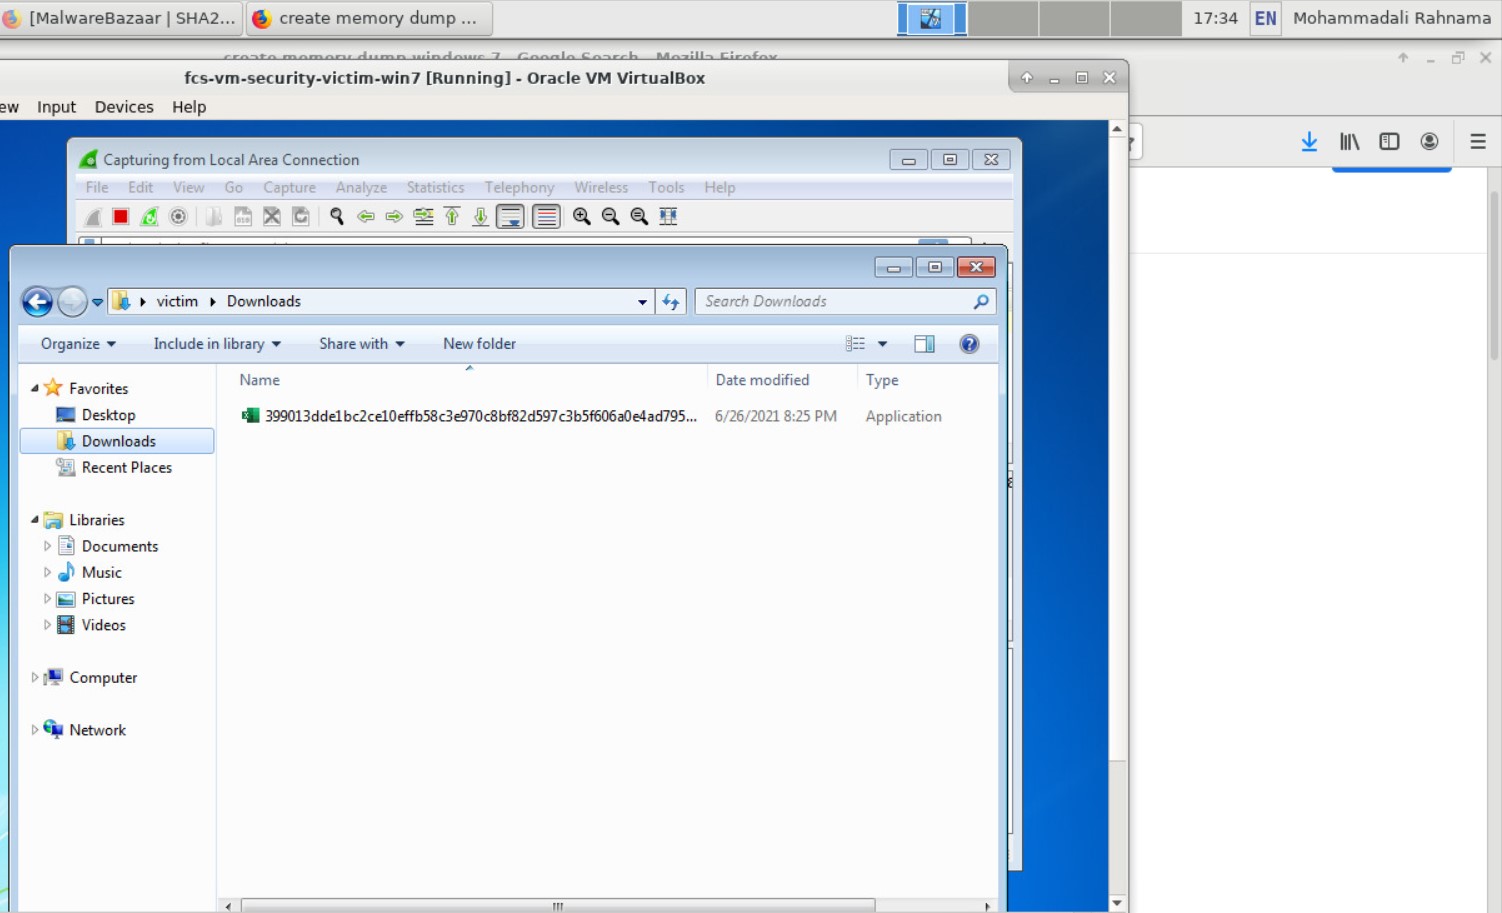 [MalwareBazaar | SHA2...
create memory dump ...
17:34
EN
Mohammadali Rahnama
create memory dump windows 7 - Google Search - Mozilla Firefox
fcs-vm-security-victim-win7 [Running] - Oracle VM VirtualBox
ew Input Devices Help
Capturing from Local Area Connection
File Edit View Go Capture Analyze Statistics Telephony Wireless Tools Help
victim Downloads
Search Downloads
Organize Include in library Share with New folder
Name Date modified Type
399013dde1bc2ce10effb58c3e970c8bf82d597c3b5f606a0e4ad795... 6/26/2021 8:25 PM Application
Favorites
Desktop
Downloads
Recent Places
Libraries
Documents
Music
Pictures
Videos
Computer
Network